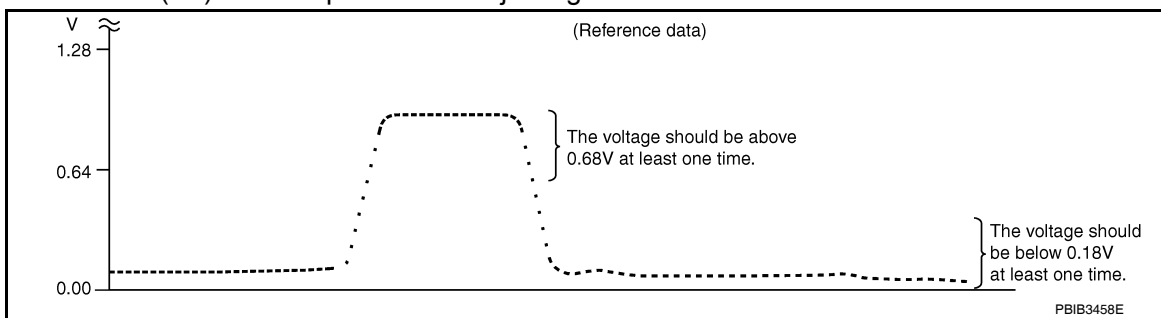 V
(Reference data)
1.28
The voltage should be above
0.68V at least one time.
0.64
The voltage should
be below 0.18V
at least one time.
0.00
PBIB3458E